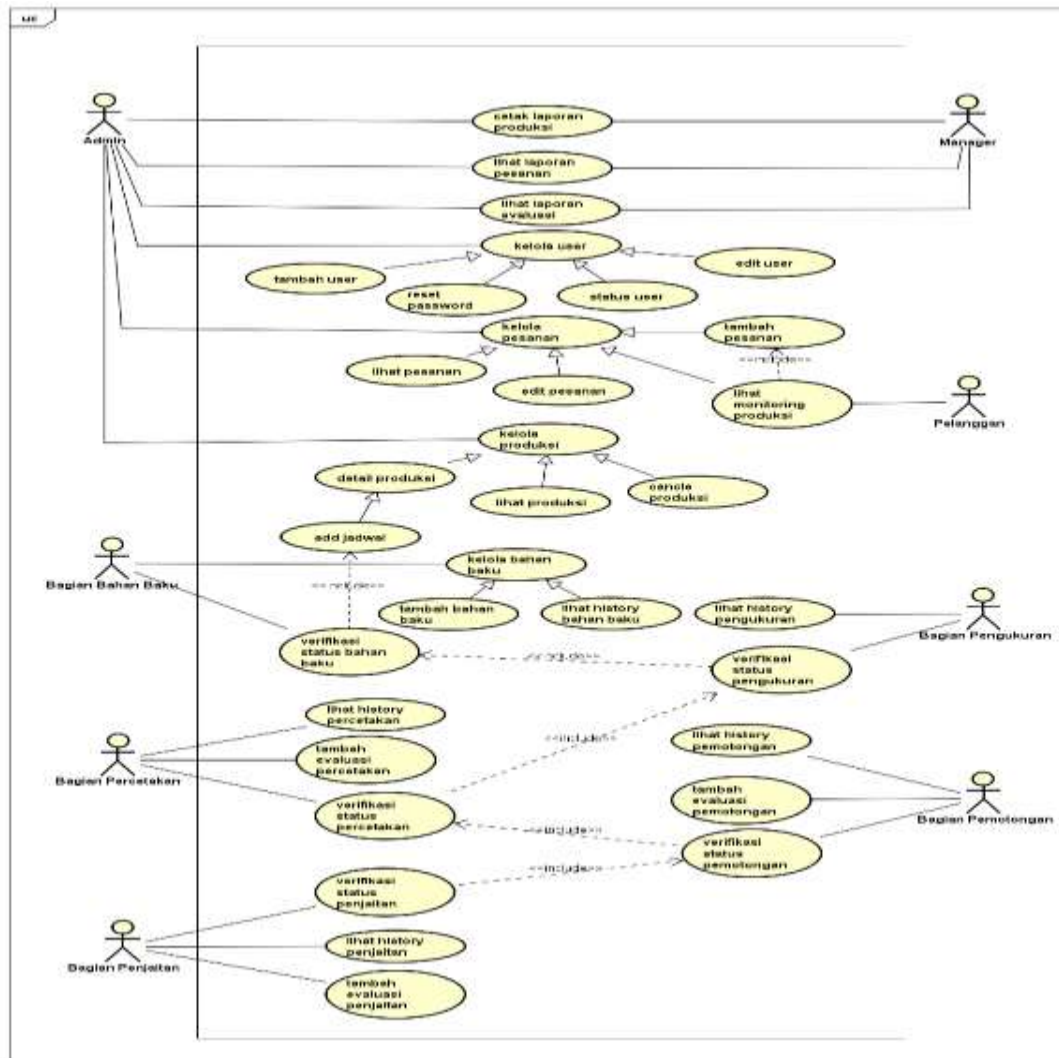 uc
Admin
Manager
cetak laporan
produksi
lihat laporan
pesanan
lihat laporan
evaluasi
kelola user
tambah user
reset
password
status user
edit user
kelola
pesanan
tambah
pesanan
<<include>>
lihat pesanan
edit pesanan
lihat
monitoring
produksi
Pelanggan
kelola
produksi
detail produksi
lihat produksi
cancle
produksi
add jadwal
Bagian Bahan Baku
kelola bahan
baku
<<include>>
tambah bahan
baku
lihat history
bahan baku
lihat history
pengukuran
Bagian Pengukuran
verifikasi
status bahan
baku
<<include>>
verifikasi
status
pengukuran
lihat history
percetakan
Bagian Percetakan
tambah
evaluasi
percetakan
verifikasi
status
percetakan
<<include>>
lihat history
pemotongan
tambah
evaluasi
pemotongan
Bagian Pemotongan
<<include>>
verifikasi
status
pemotongan
<<include>>
verifikasi
status
penjaitan
Bagian Penjaitan
lihat history
penjaitan
tambah
evaluasi
penjaitan